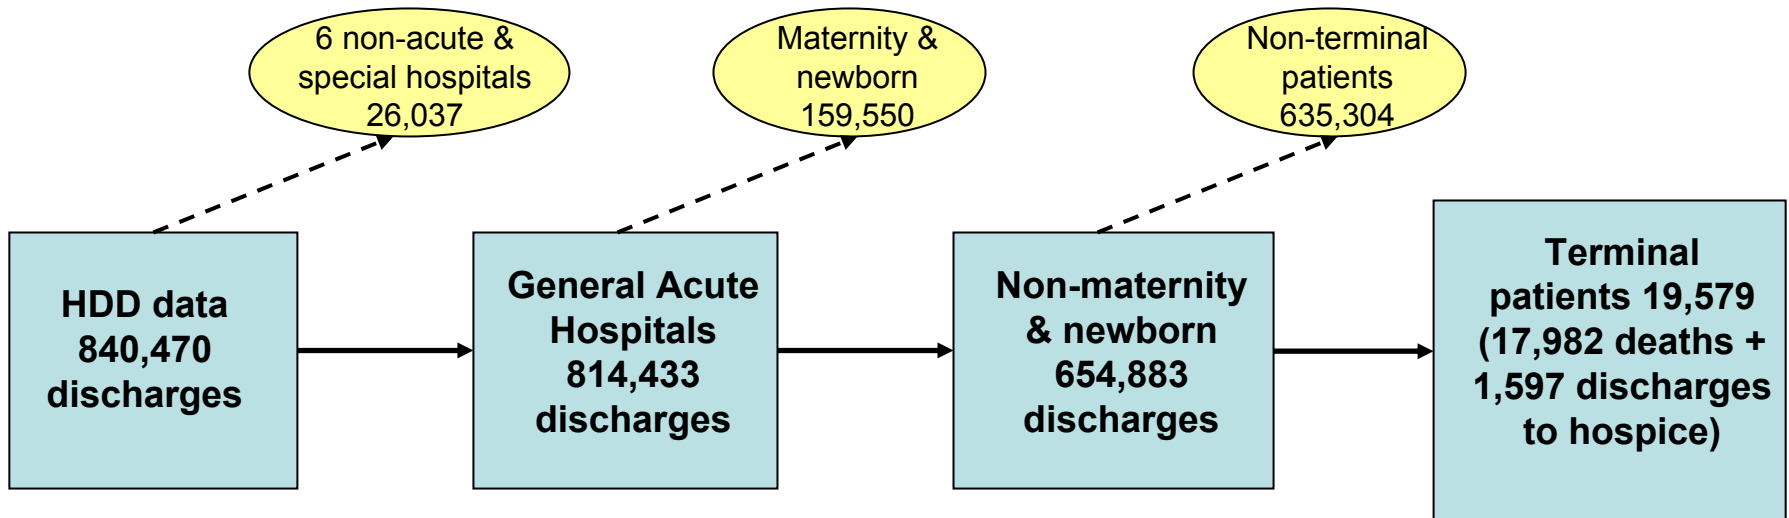 6 non-acute &
special hospitals
26,037
Maternity &
newborn
159,550
Non-terminal
patients
635,304
HDD data
840,470
discharges
General Acute
Hospitals
814,433
discharges
Non-maternity
& newborn
654,883
discharges
Terminal
patients 19,579
(17,982 deaths +
1,597 discharges
to hospice)